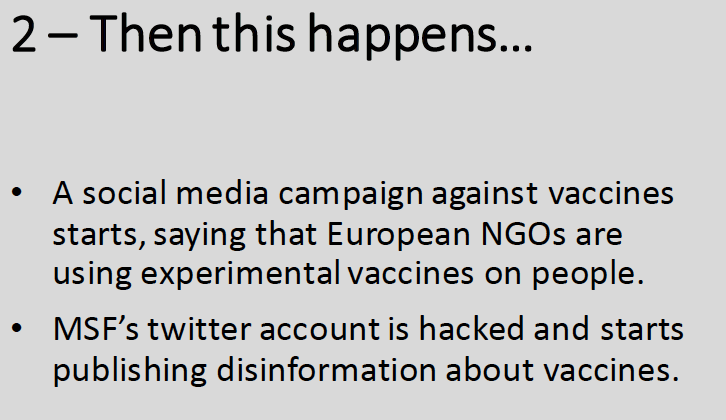 2 – Then this happens…
• A social media campaign against vaccines
starts, saying that European NGOs are
using experimental vaccines on people.
• MSF’s twitter account is hacked and starts
publishing disinformation about vaccines.